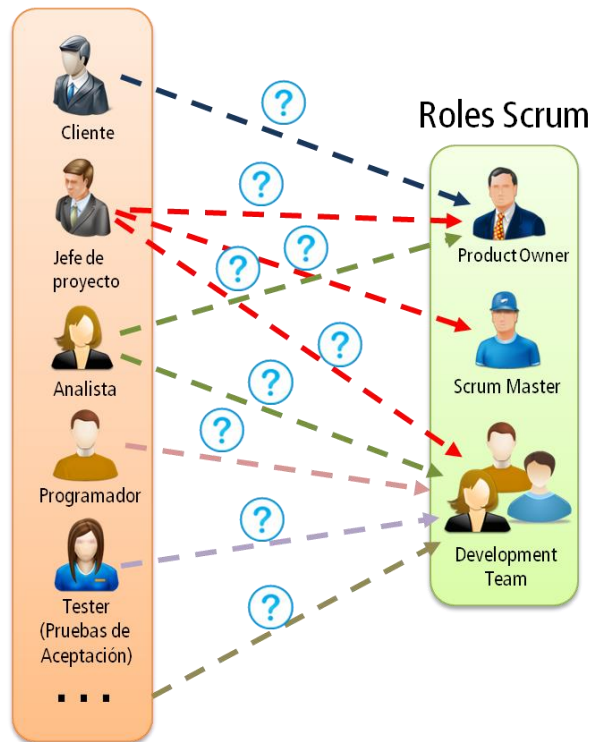 Roles Scrum
Cliente
Jefe de
proyecto
Analista
Programador
Tester
(Pruebas de
Aceptación)
...
?
?
?
?
?
?
?
?
?
Product Owner
Scrum Master
Development
Team